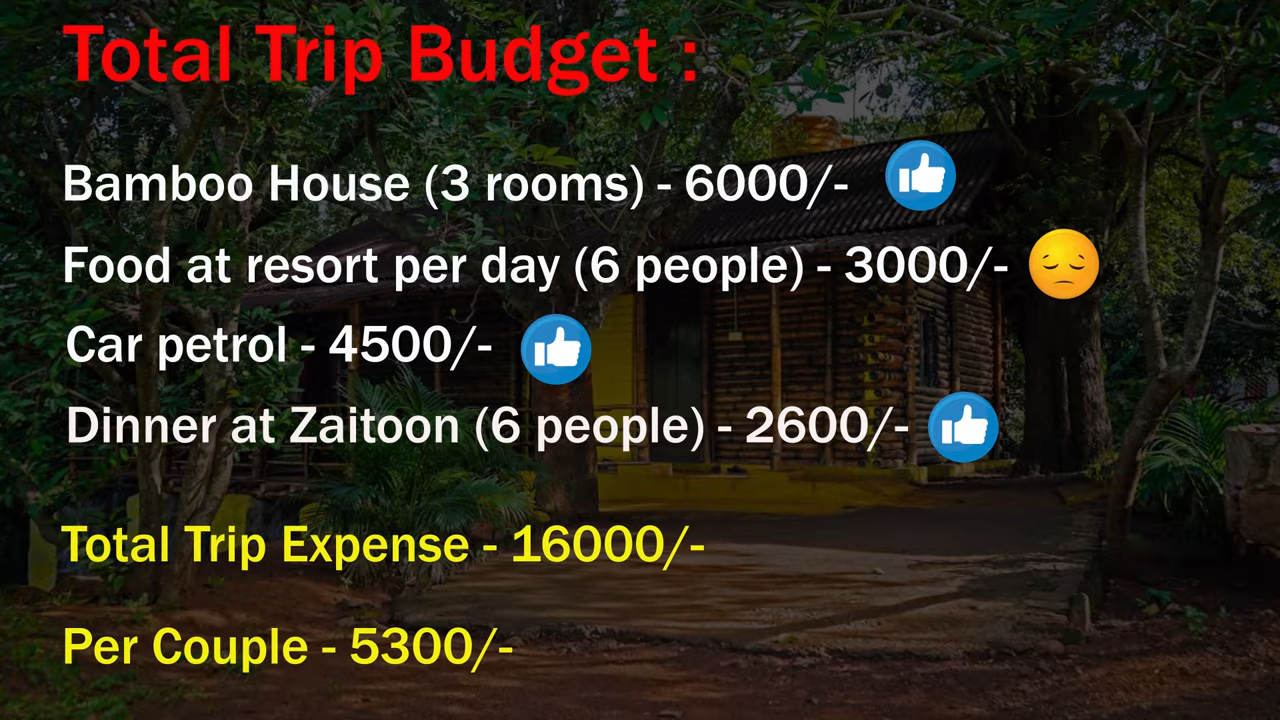 Total Trip Budget :
Bamboo House (3 rooms) - 6000/-
Food at resort per day (6 people) - 3000/-
Car petrol - 4500/-
Dinner at Zaitoon (6 people) - 2600/-
Total Trip Expense - 16000/-
Per Couple - 5300/-